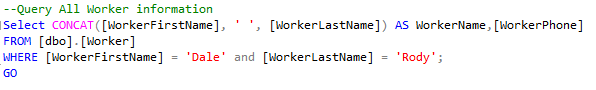 --Query All Worker information
Select CONCAT([WorkerFirstName], ' ', [WorkerLastName]) AS WorkerName,[WorkerPhone]
FROM [dbo].[Worker]
WHERE [WorkerFirstName] = 'Dale' and [WorkerLastName] = 'Rody';
GO